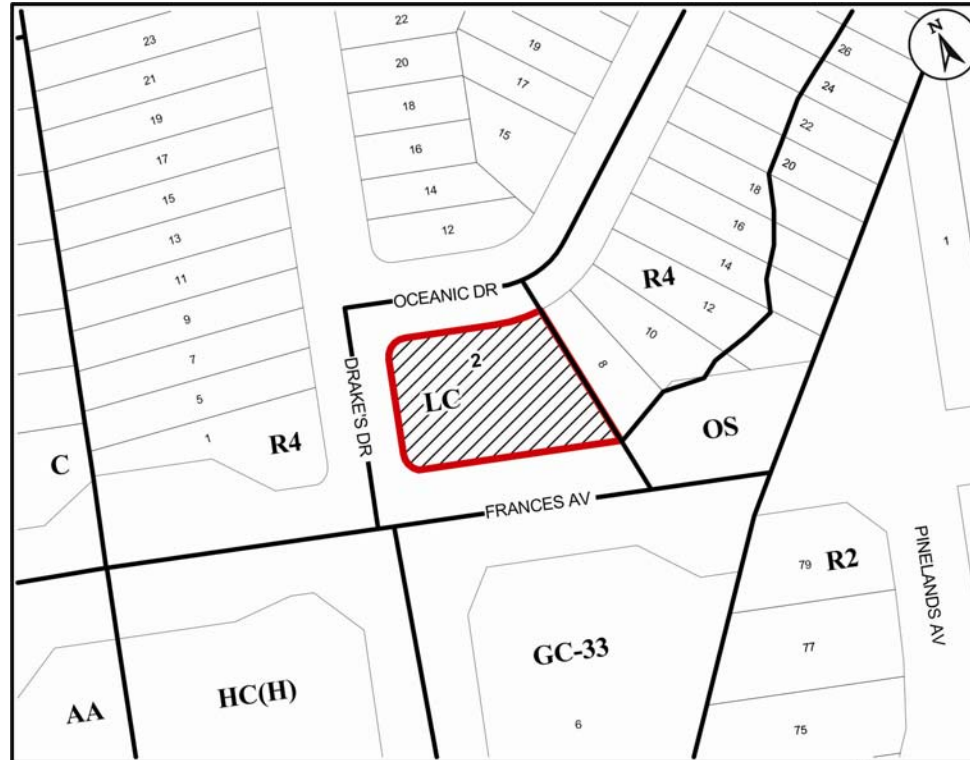 N
23
21
19
17
15
13
11
9
7
5
1
R4
C
22
20
18
16
14
12
19
17
15
26
24
22
20
18
16
14
12
10
8
R4
1
OCEANIC DR
DRAKE'S DR
2
LC
OS
FRANCES AV
PINELANDS AV
79
R2
77
75
GC-33
6
HC(H)
AA